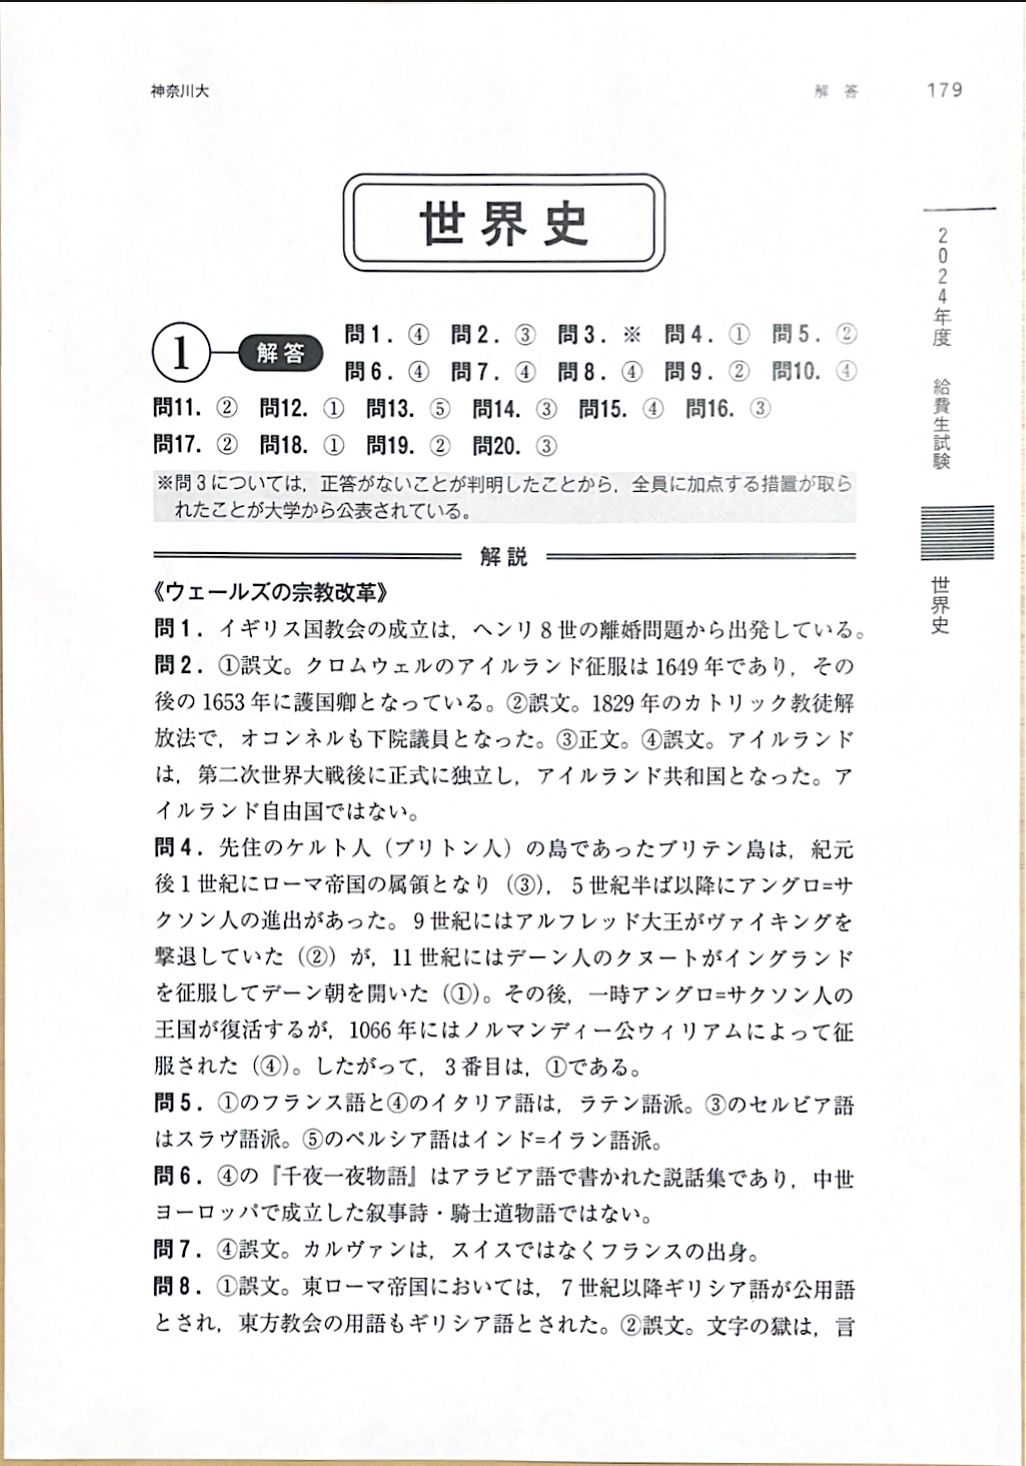 神奈川大
解答
179
世界史
1 解答 問1．④ 問2．③ 問3．※ 問4．① 問5．②
問6．④ 問7．④ 問8．④ 問9．② 問10．④
問11．② 問12．① 問13．⑤ 問14．③ 問15．④ 問16．③
問17．② 問18．① 問19．② 問20．③
※問3については，正答がないことが判明したことから，全員に加点する措置が取ら
れたことが大学から公表されている。
解説
《ウェールズの宗教改革》
問1．イギリス国教会の成立は，ヘンリ8世の離婚問題から出発している。
問2．①誤文。クロムウェルのアイルランド征服は1649年であり，その
後の1653年に護国卿となっている。②誤文。1829年のカトリック教徒解
放法で，オコンネルも下院議員となった。③正文。④誤文。アイルランド
は，第二次世界大戦後に正式に独立し，アイルランド共和国となった。ア
イルランド自由国ではない。
問4．先住のケルト人（ブリトン人）の島であったブリテン島は，紀元
後1世紀にローマ帝国の属領となり（③），5世紀半ば以降にアングロ=サ
クソン人の進出があった。9世紀にはアルフレッド大王がヴァイキングを
撃退していた（②）が，11世紀にはデーン人のクヌートがイングランド
を征服してデーン朝を開いた（①）。その後，一時アングロ=サクソン人の
王国が復活するが，1066年にはノルマンディー公ウィリアムによって征
服された（④）。したがって，3番目は，①である。
問5．①のフランス語と④のイタリア語は，ラテン語派。③のセルビア語
はスラヴ語派。⑤のペルシア語はインド=イラン語派。
問6．④の『千夜一夜物語』はアラビア語で書かれた説話集であり，中世
ヨーロッパで成立した叙事詩・騎士道物語ではない。
問7．④誤文。カルヴァンは，スイスではなくフランスの出身。
問8．①誤文。東ローマ帝国においては，7世紀以降ギリシア語が公用語
とされ，東方教会の用語もギリシア語とされた。②誤文。文字の獄は，言
2024年度 給費生試験
世界史